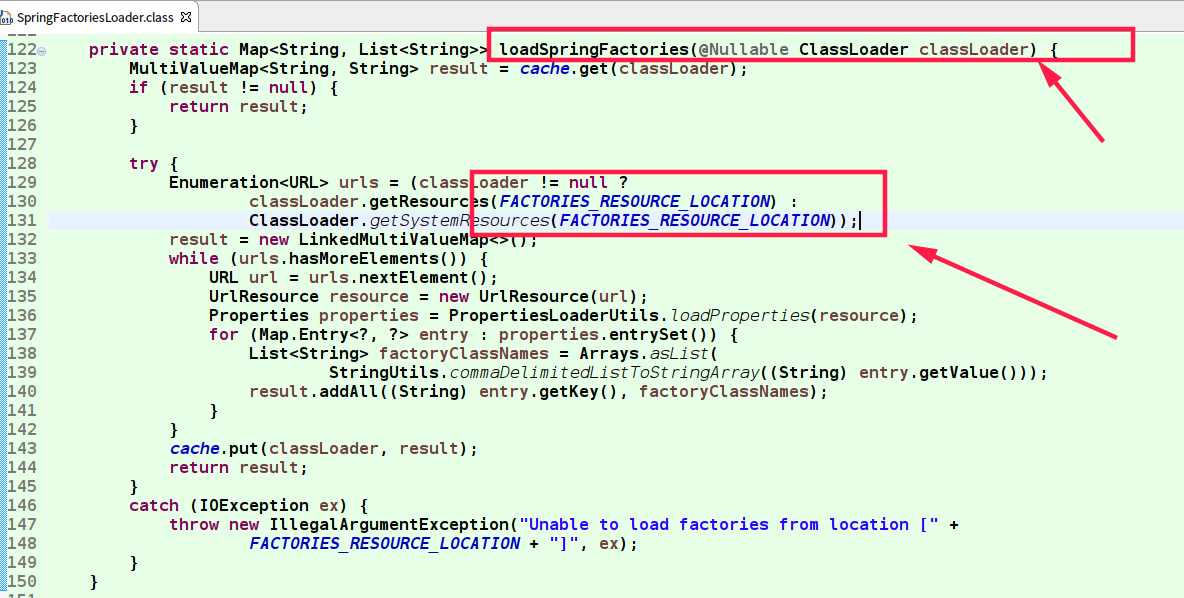 SpringFactoriesLoader.class
122 private static Map<String, List<String>> loadSpringFactories(@Nullable ClassLoader classLoader) {
123 MultiValueMap<String, String> result = cache.get(classLoader);
124 if (result != null) {
125 return result;
126 }
127
128 try {
129 Enumeration<URL> urls = (classLoader != null ?
130 classLoader.getResources(FACTORIES_RESOURCE_LOCATION) :
131 ClassLoader.getSystemResources(FACTORIES_RESOURCE_LOCATION));
132 result = new LinkedMultiValueMap<>();
133 while (urls.hasMoreElements()) {
134 URL url = urls.nextElement();
135 UrlResource resource = new UrlResource(url);
136 Properties properties = PropertiesLoaderUtils.loadProperties(resource);
137 for (Map.Entry<?, ?> entry : properties.entrySet()) {
138 List<String> factoryClassNames = Arrays.asList(
139 StringUtils.commaDelimitedListToStringArray((String) entry.getValue()));
140 result.addAll((String) entry.getKey(), factoryClassNames);
141 }
142 }
143 cache.put(classLoader, result);
144 return result;
145 }
146 catch (IOException ex) {
147 throw new IllegalArgumentException("Unable to load factories from location [" +
148 FACTORIES_RESOURCE_LOCATION + "]", ex);
149 }
150 }